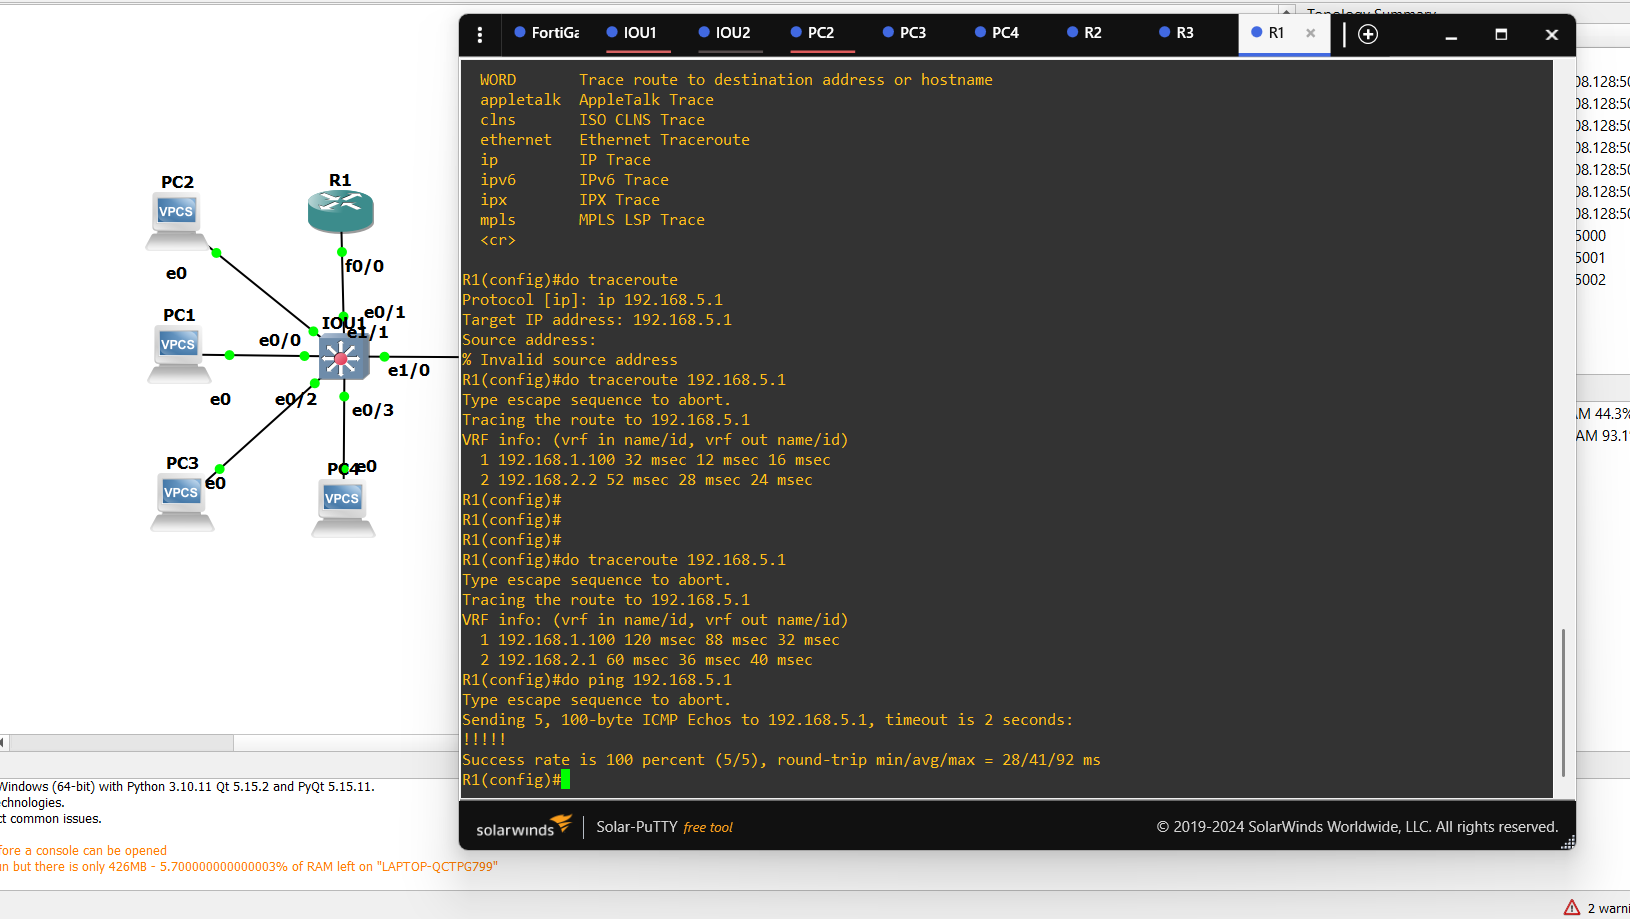 Topology Summary
FortiGa
IOU1
IOU2
PC2
PC3
PC4
R2
R3
R1
WORD Trace route to destination address or hostname
appletalk AppleTalk Trace
clns ISO CLNS Trace
ethernet Ethernet Traceroute
ip IP Trace
ipv6 IPv6 Trace
ipx IPX Trace
mpls MPLS LSP Trace
<cr>
R1(config)#do traceroute
Protocol [ip]: ip 192.168.5.1
Target IP address: 192.168.5.1
Source address:
% Invalid source address
R1(config)#do traceroute 192.168.5.1
Type escape sequence to abort.
Tracing the route to 192.168.5.1
VRF info: (vrf in name/id, vrf out name/id)
1 192.168.1.100 32 msec 12 msec 16 msec
2 192.168.2.2 52 msec 28 msec 24 msec
R1(config)#
R1(config)#
R1(config)#
R1(config)#do traceroute 192.168.5.1
Type escape sequence to abort.
Tracing the route to 192.168.5.1
VRF info: (vrf in name/id, vrf out name/id)
1 192.168.1.100 120 msec 88 msec 32 msec
2 192.168.2.1 60 msec 36 msec 40 msec
R1(config)#do ping 192.168.5.1
Type escape sequence to abort.
Sending 5, 100-byte ICMP Echos to 192.168.5.1, timeout is 2 seconds:
!!!!!
Success rate is 100 percent (5/5), round-trip min/avg/max = 28/41/92 ms
R1(config)#
solarwinds
Solar-PuTTY free tool
© 2019-2024 SolarWinds Worldwide, LLC. All rights reserved.
PC2
VPCS
e0
R1
f0/0
e0/1
PC1
VPCS
e0
e0/0
IOU1
e1/1
e1/0
e0/2
e0/3
PC3
VPCS
e0
PC4
e0
VPCS
08.128:50
08.128:50
08.128:50
08.128:50
08.128:50
08.128:50
08.128:50
5000
5001
5002
AM 44.3%
AM 93.1%
Windows (64-bit) with Python 3.10.11 Qt 5.15.2 and PyQt 5.15.11.
chnologies.
ct common issues.
fore a console can be opened
un but there is only 426MB - 5.700000000000003% of RAM left on "LAPTOP-QCTPG799"
2 warni